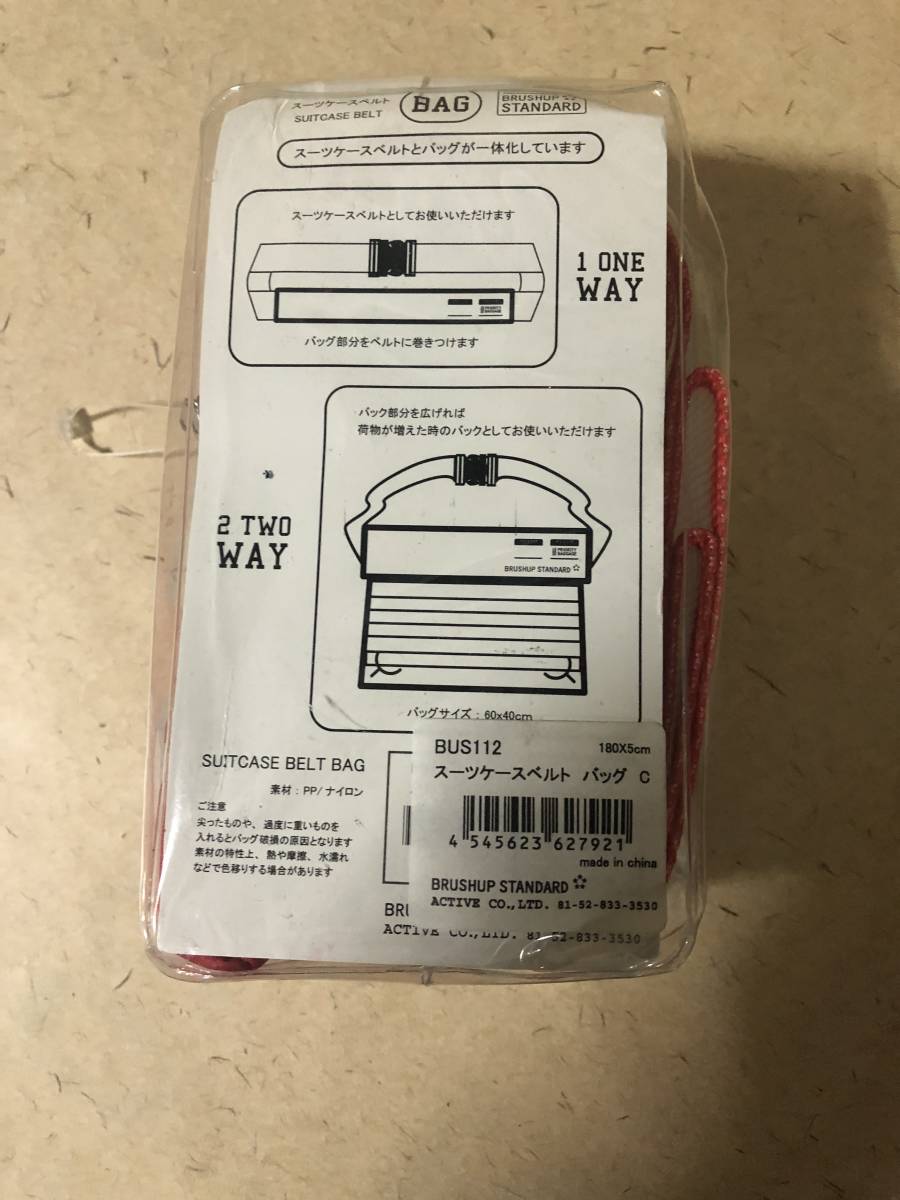 スーツケースベルト
SUITCASE BELT
BAG
BRUSHUP
STANDARD
スーツケースベルトとバッグが一体化しています
スーツケースベルトとしてお使いいただけます
PRIORITY
BAGGAGE
バッグ部分をベルトに巻きつけます
1 ONE
WAY
バック部分を広げれば
荷物が増えた時のバックとしてお使いいただけます
PRIORITY
BAGGAGE
BRUSHUP STANDARD
2 TWO
WAY
バッグサイズ：60x40cm
SUITCASE BELT BAG
素材：PP/ナイロン
ご注意
尖ったものや、過度に重いものを
入れるとバッグ破損の原因となります
素材の特性上、熱や摩擦、水濡れ
などで色移りする場合があります
BUS112 180X5cm
スーツケースベルト バッグ C
4 545623 627921
made in china
BRUSHUP STANDARD
ACTIVE CO.,LTD. 81-52-833-3530
BRU
ACTIVE CO.,LTD. 81-52-833-3530